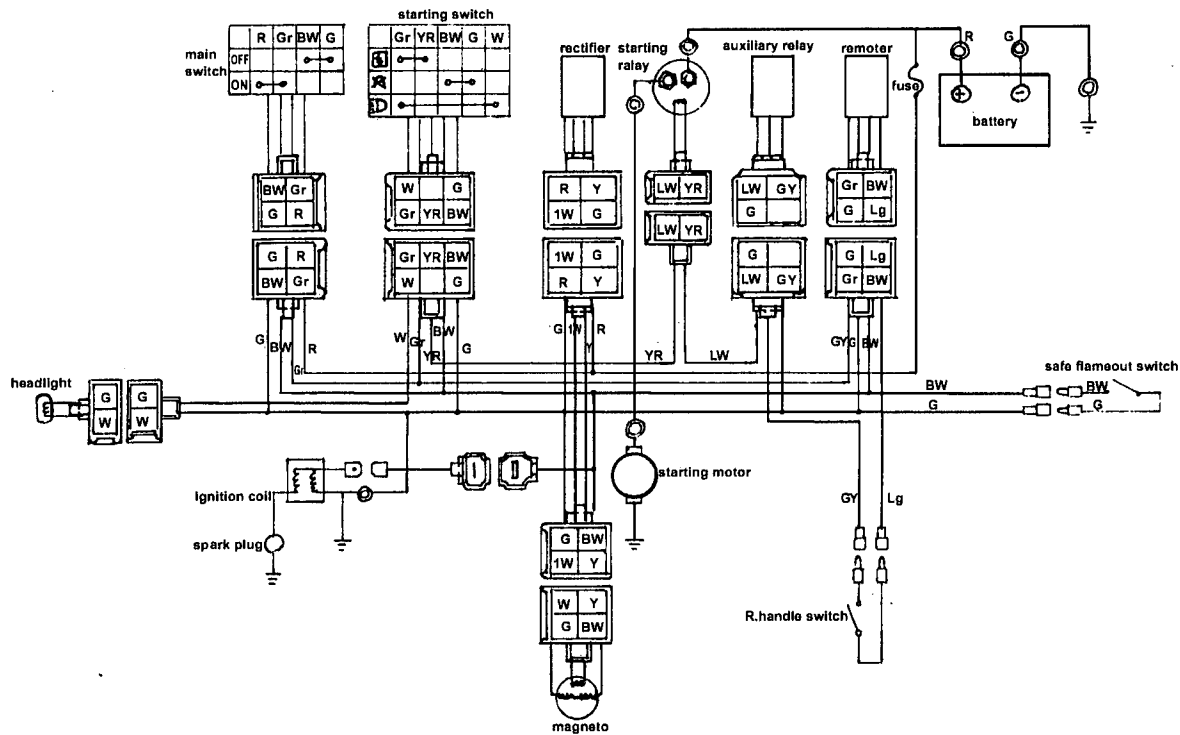 starting switch
main switch
R Gr BW G
OFF
ON
Gr YR BW G W
rectifier
starting ralay
auxiliary relay
remoter
R
G
fuse
battery
BW Gr
G R
W G
Gr YR BW
R Y
1W G
LW YR
LW GY
G
Gr BW
G Lg
G R
BW Gr
Gr YR BW
W G
1W G
R Y
LW YR
G
LW GY
G Lg
Gr BW
G
BW
R
Gr
W
Gr
YR
BW
G
G
1W
R
Y
YR
LW
GY
G
BW
safe flameout switch
BW
BW
G
G
headlight
G
W
G
W
Ignition coil
spark plug
starting motor
GY
Lg
G BW
1W Y
W Y
G BW
R.handle switch
magneto